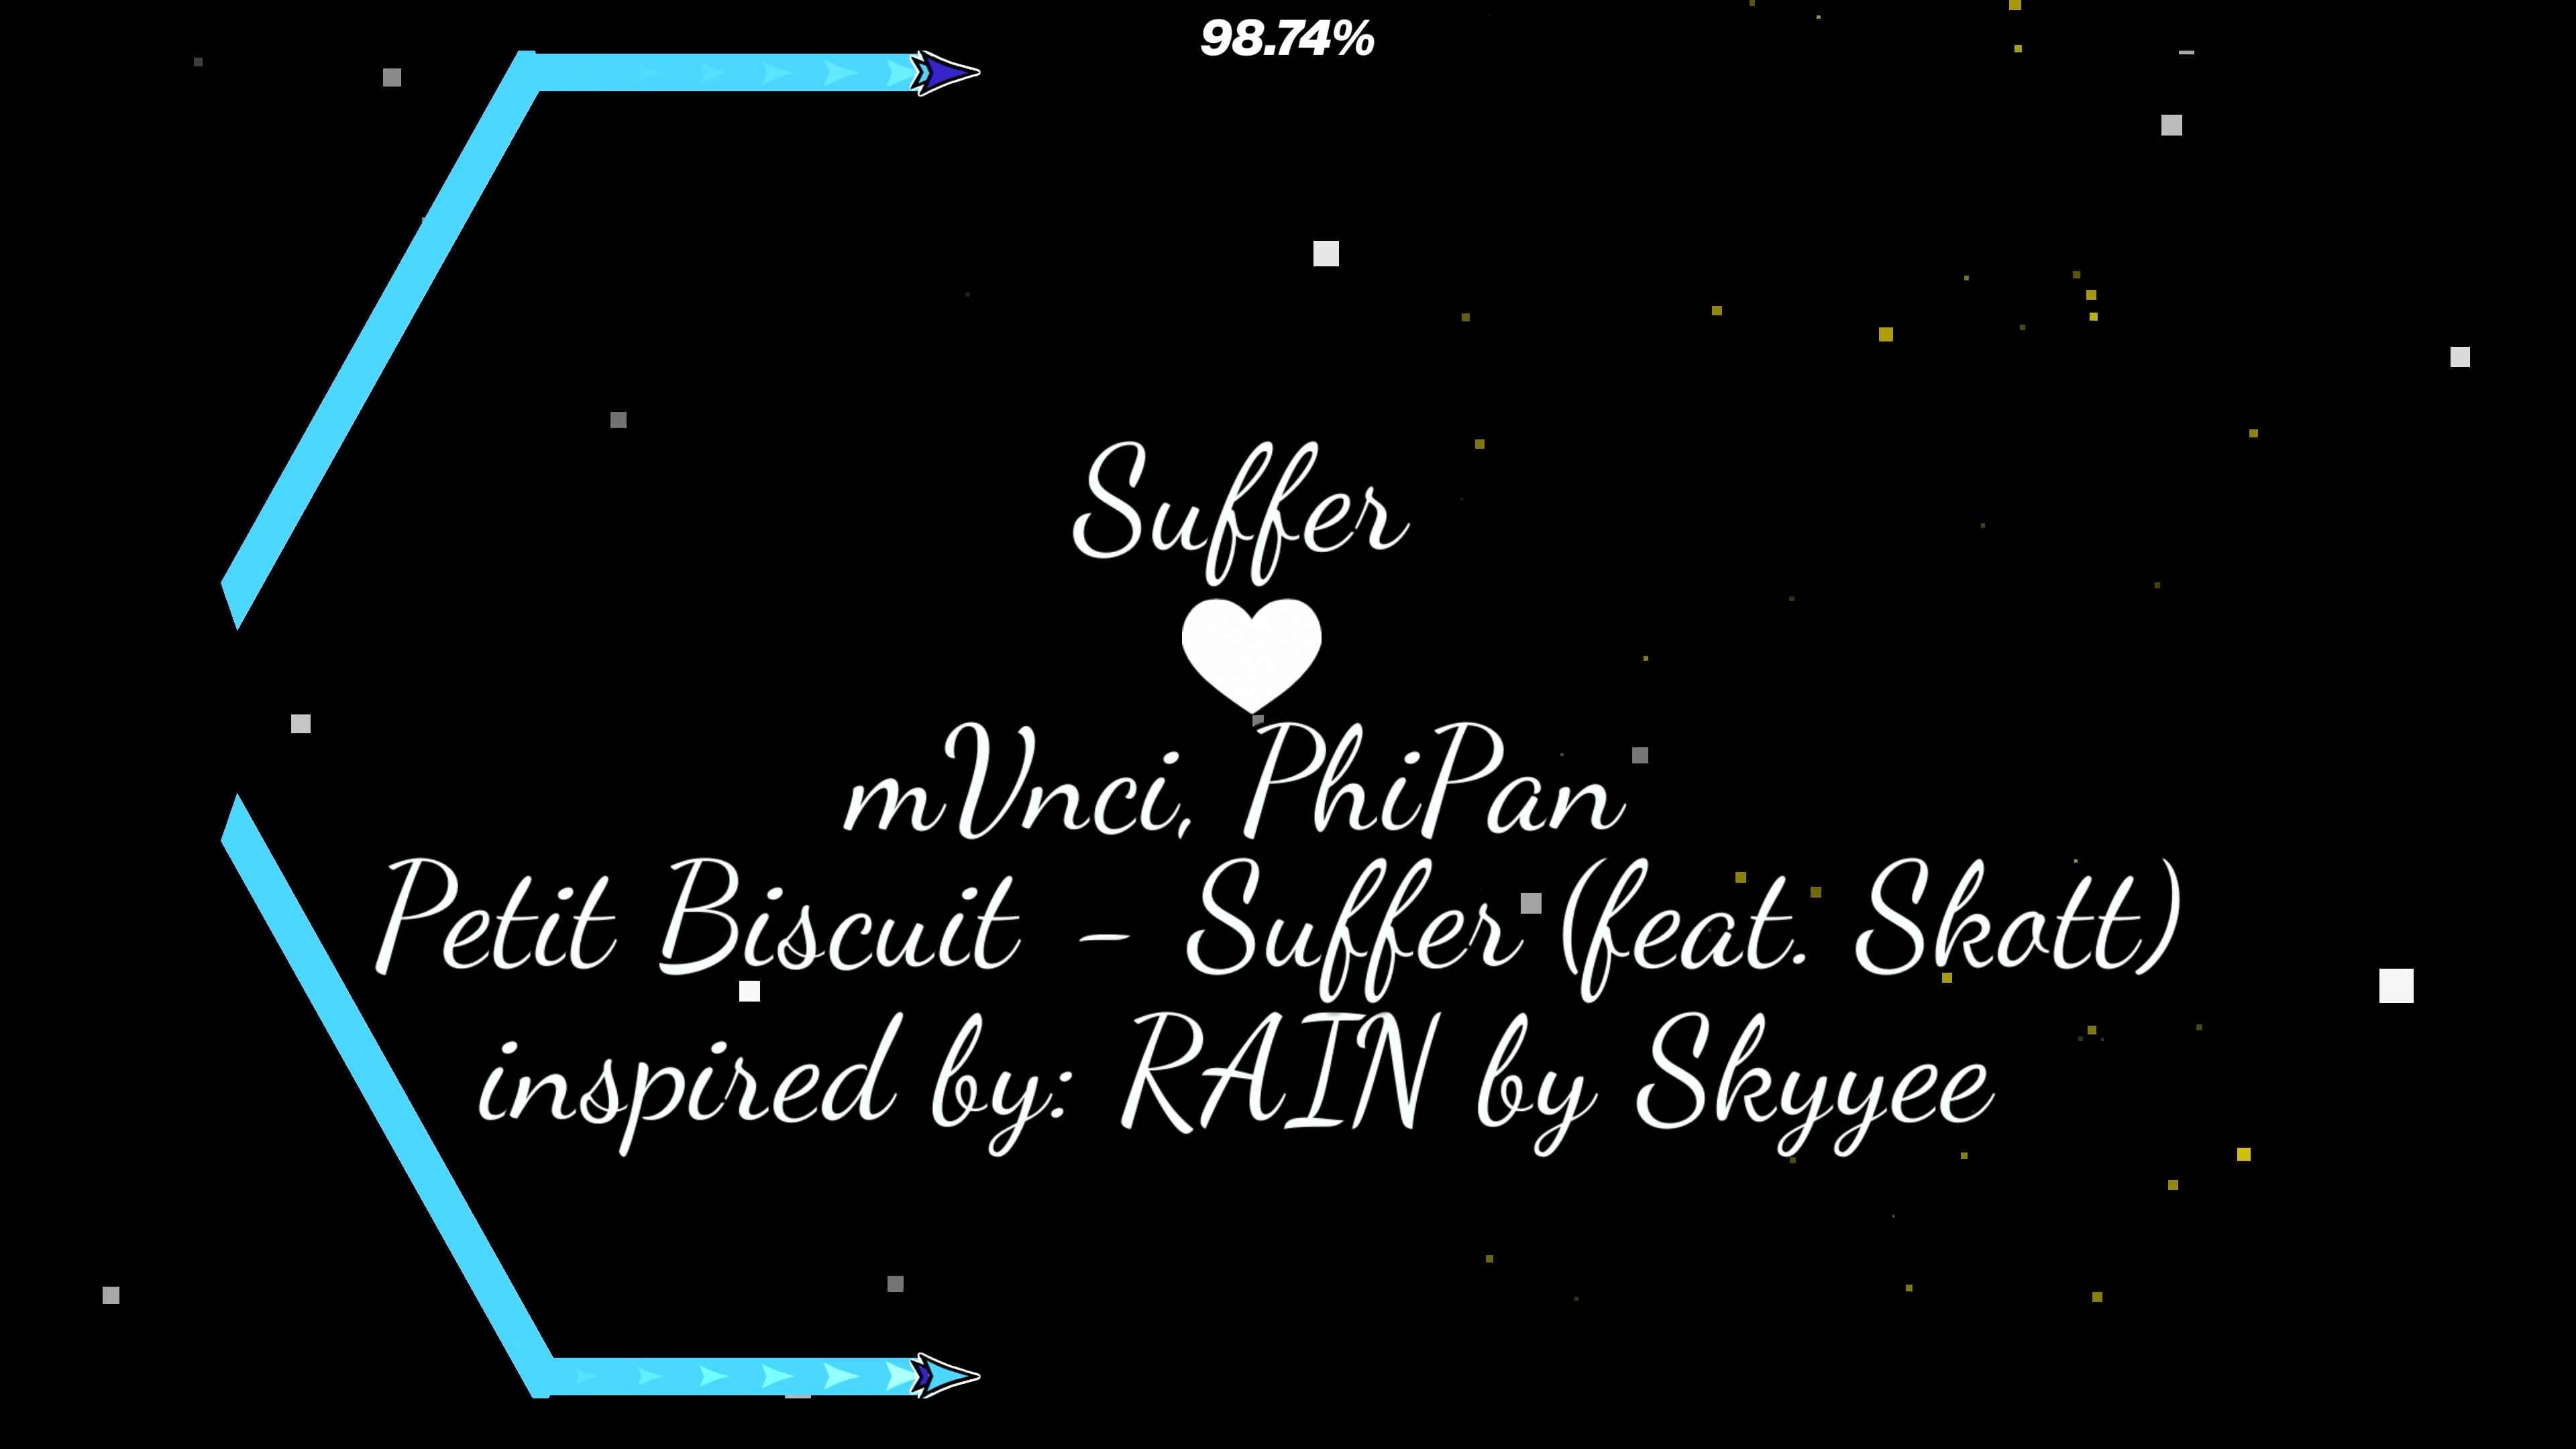 98.74%
Suffer
mVnci, PhiPan
Petit Biscuit - Suffer (feat. Skott)
inspired by: RAIN by Skyyee